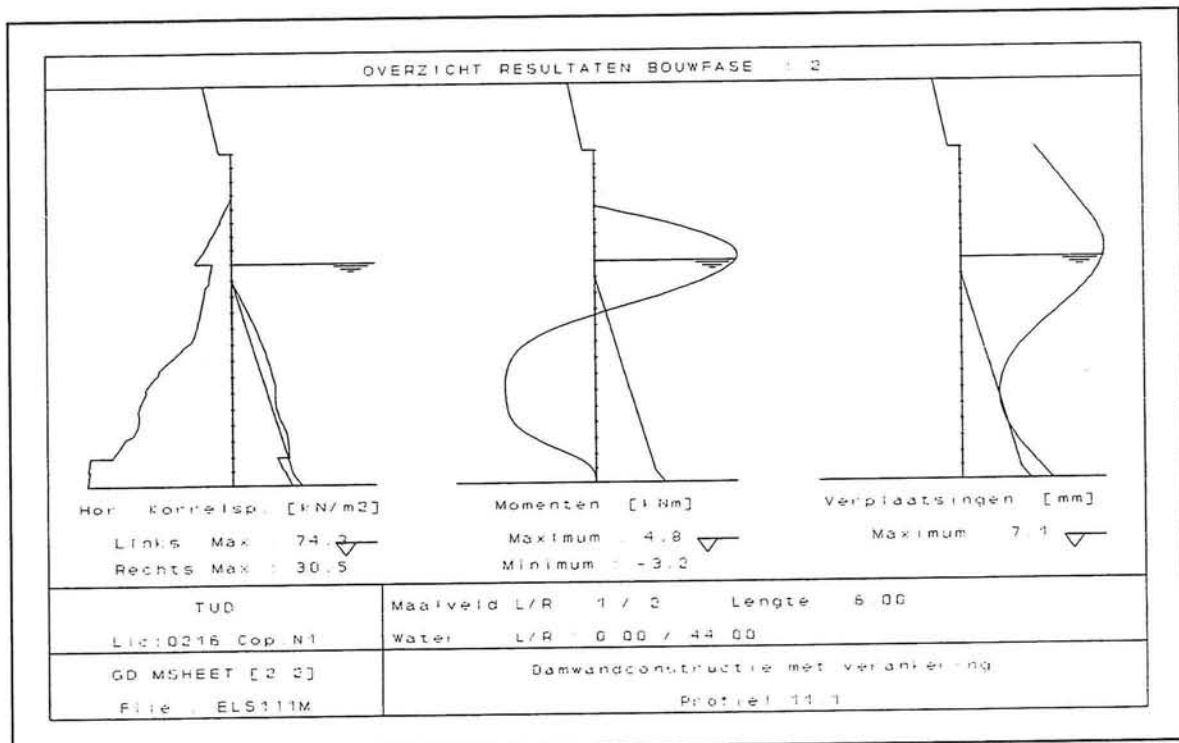 OVERZICHT RESULTATEN BOUWFASE : 2
Hor. Korrelsp. [kN/m2]
Links Max : 74.3
Rechts Max : 30.5
Momenten [kNm]
Maximum : 4.8
Minimum : -3.2
Verplaatsingen [mm]
Maximum : 7.1
TUD
Lic:0216 Cop.N1
GD MSHEET [2.2]
File : ELS111M
Maaiveld L/R : 1 / 2 Lengte : 6.00
Water L/R : 0.00 / 44.00
Damwandconstructie met verankering
Profiel 11.1